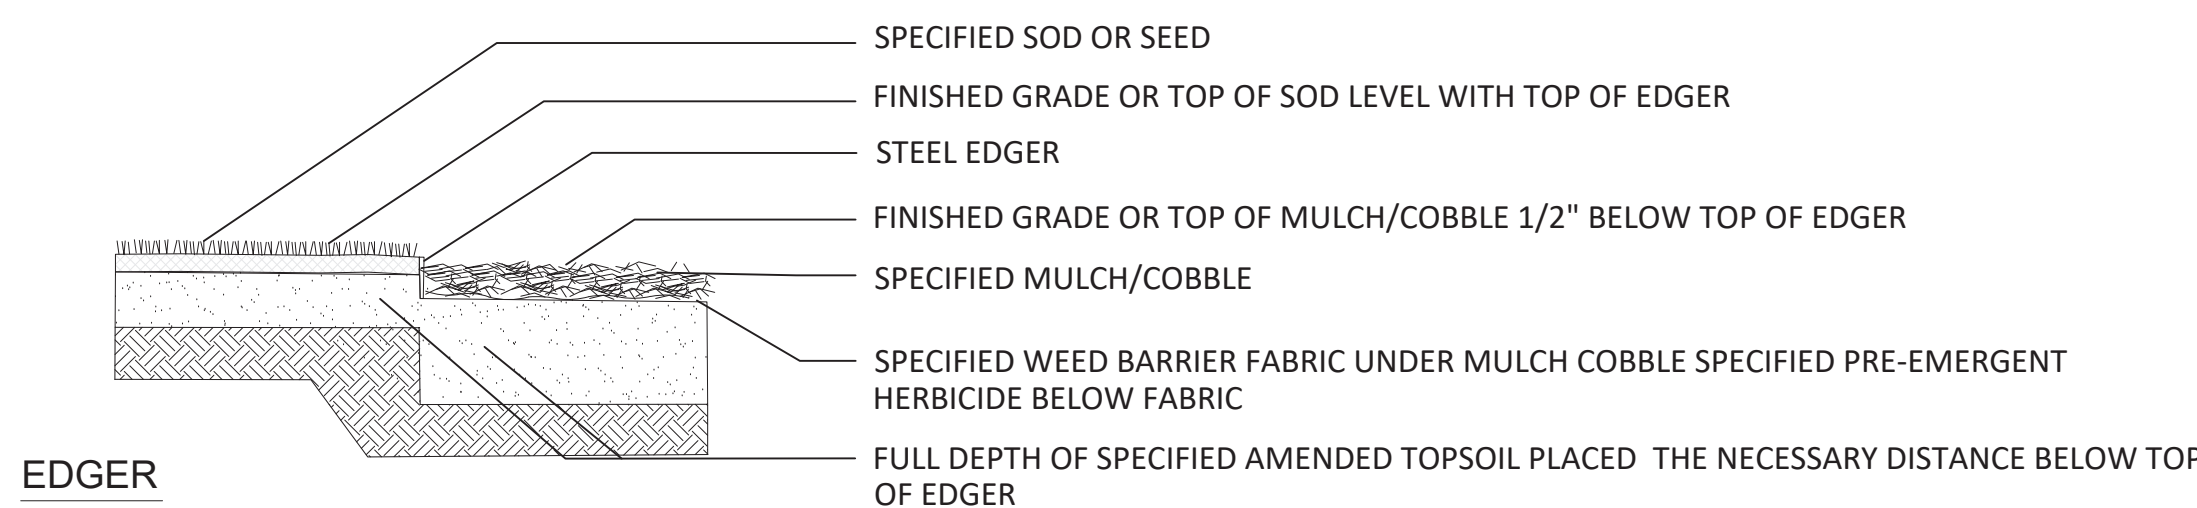 SPECIFIED SOD OR SEED
FINISHED GRADE OR TOP OF SOD LEVEL WITH TOP OF EDGER
STEEL EDGER
FINISHED GRADE OR TOP OF MULCH/COBBLE 1/2" BELOW TOP OF EDGER
SPECIFIED MULCH/COBBLE
SPECIFIED WEED BARRIER FABRIC UNDER MULCH COBBLE SPECIFIED PRE-EMERGENT
HERBICIDE BELOW FABRIC
FULL DEPTH OF SPECIFIED AMENDED TOPSOIL PLACED THE NECESSARY DISTANCE BELOW TOP
OF EDGER
EDGER